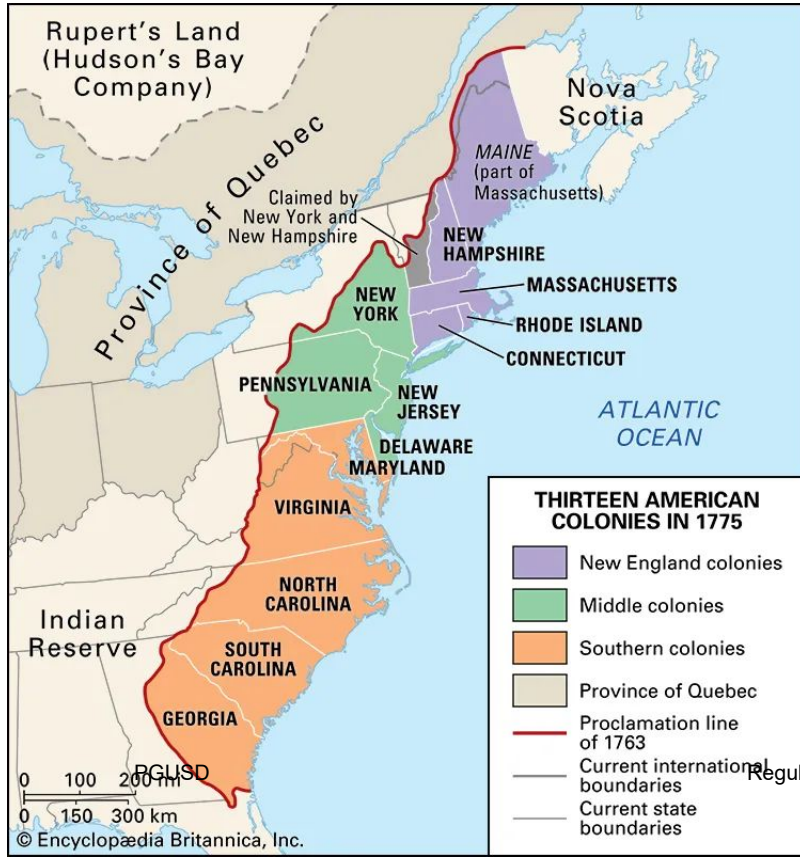 Rupert's Land
(Hudson's Bay
Company)
Nova
Scotia
Province of Quebec
MAINE
(part of
Massachusetts)
Claimed by
New York and
New Hampshire
NEW
HAMPSHIRE
MASSACHUSETTS
NEW
YORK
RHODE ISLAND
CONNECTICUT
PENNSYLVANIA
NEW
JERSEY
ATLANTIC
OCEAN
DELAWARE
MARYLAND
VIRGINIA
NORTH
CAROLINA
Indian
Reserve
SOUTH
CAROLINA
GEORGIA
THIRTEEN AMERICAN
COLONIES IN 1775
New England colonies
Middle colonies
Southern colonies
Province of Quebec
Proclamation line
of 1763
Current international
boundaries
Current state
boundaries
PGUSD
Regul
0 100 200 mi
0 150 300 km
© Encyclopædia Britannica, Inc.